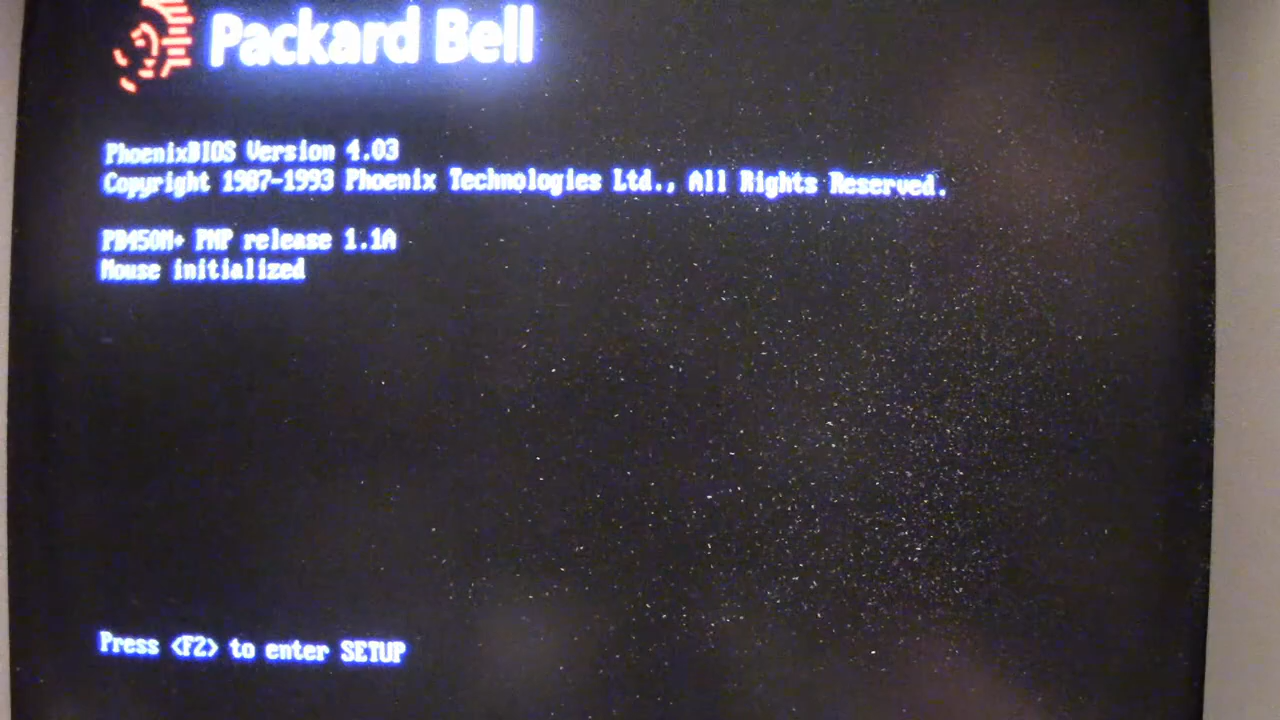 Packard Bell
PhoenixBIOS Version 4.03
Copyright 1987-1993 Phoenix Technologies Ltd., All Rights Reserved.
PB450M+ PNP release 1.1A
Mouse initialized
Press <F2> to enter SETUP